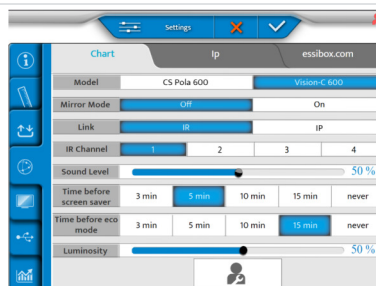 Settings
Chart Ip essibox.com
Model CS Pola 600 Vision-C 600
Mirror Mode Off On
Link IR IP
IR Channel 1 2 3 4
Sound Level 50 %
Time before screen saver 3 min 5 min 10 min 15 min never
Time before eco mode 3 min 5 min 10 min 15 min never
Luminosity 50 %